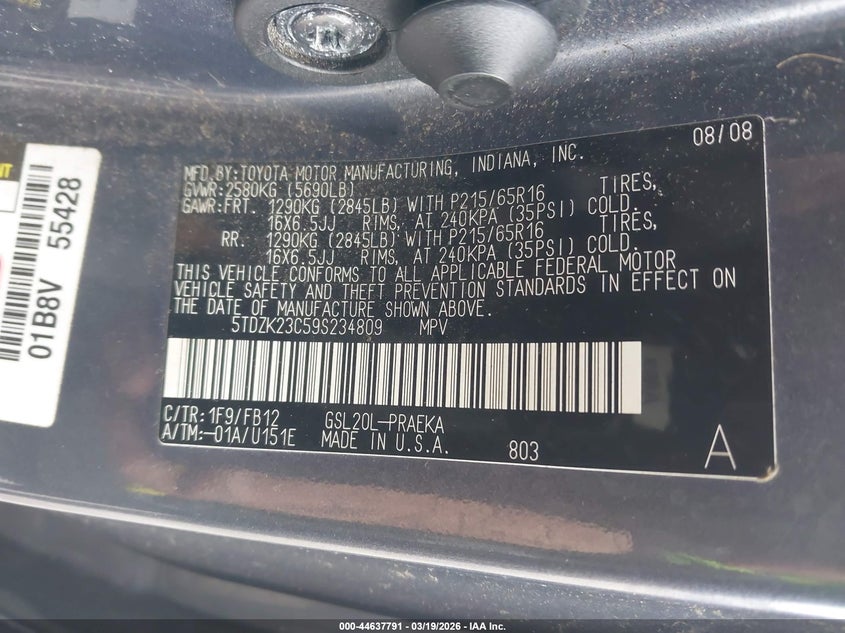 NT
01B8V 55428
08/08
MFD.BY:TOYOTA MOTOR MANUFACTURING, INDIANA, INC.
GVWR:2580KG (5690LB)
GAWR:FRT. 1290KG (2845LB) WITH P215/65R16 TIRES,
16X6.5JJ RIMS, AT 240KPA (35PSI) COLD.
RR. 1290KG (2845LB) WITH P215/65R16 TIRES,
16X6.5JJ RIMS, AT 240KPA (35PSI) COLD.
THIS VEHICLE CONFORMS TO ALL APPLICABLE FEDERAL MOTOR
VEHICLE SAFETY AND THEFT PREVENTION STANDARDS IN EFFECT ON
THE DATE OF MANUFACTURE SHOWN ABOVE.
5TDZK23C59S234809 MPV
C/TR:1F9/FB12 GSL20L-PRAEKA
A/TM:-01A/U151E MADE IN U.S.A. 803
A
000-44637791 - 03/19/2026 - IAA Inc.